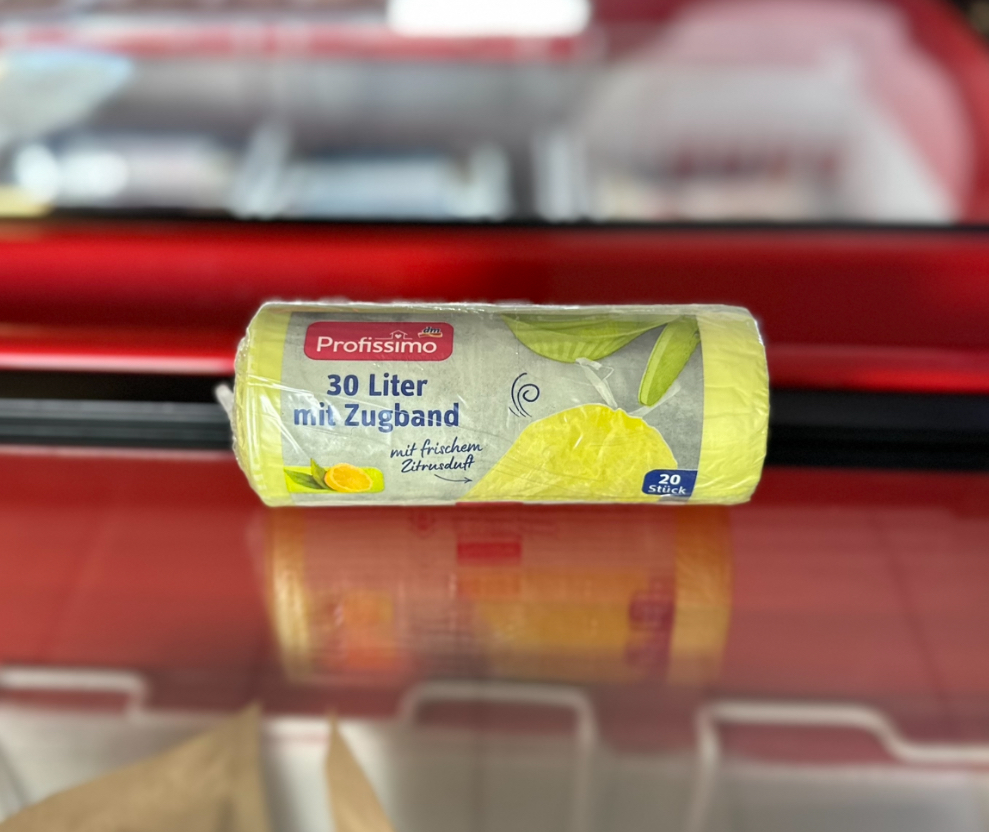 dm
Profissimo
30 Liter
mit Zugband
mit frischem
Zitrusduft
20
Stück